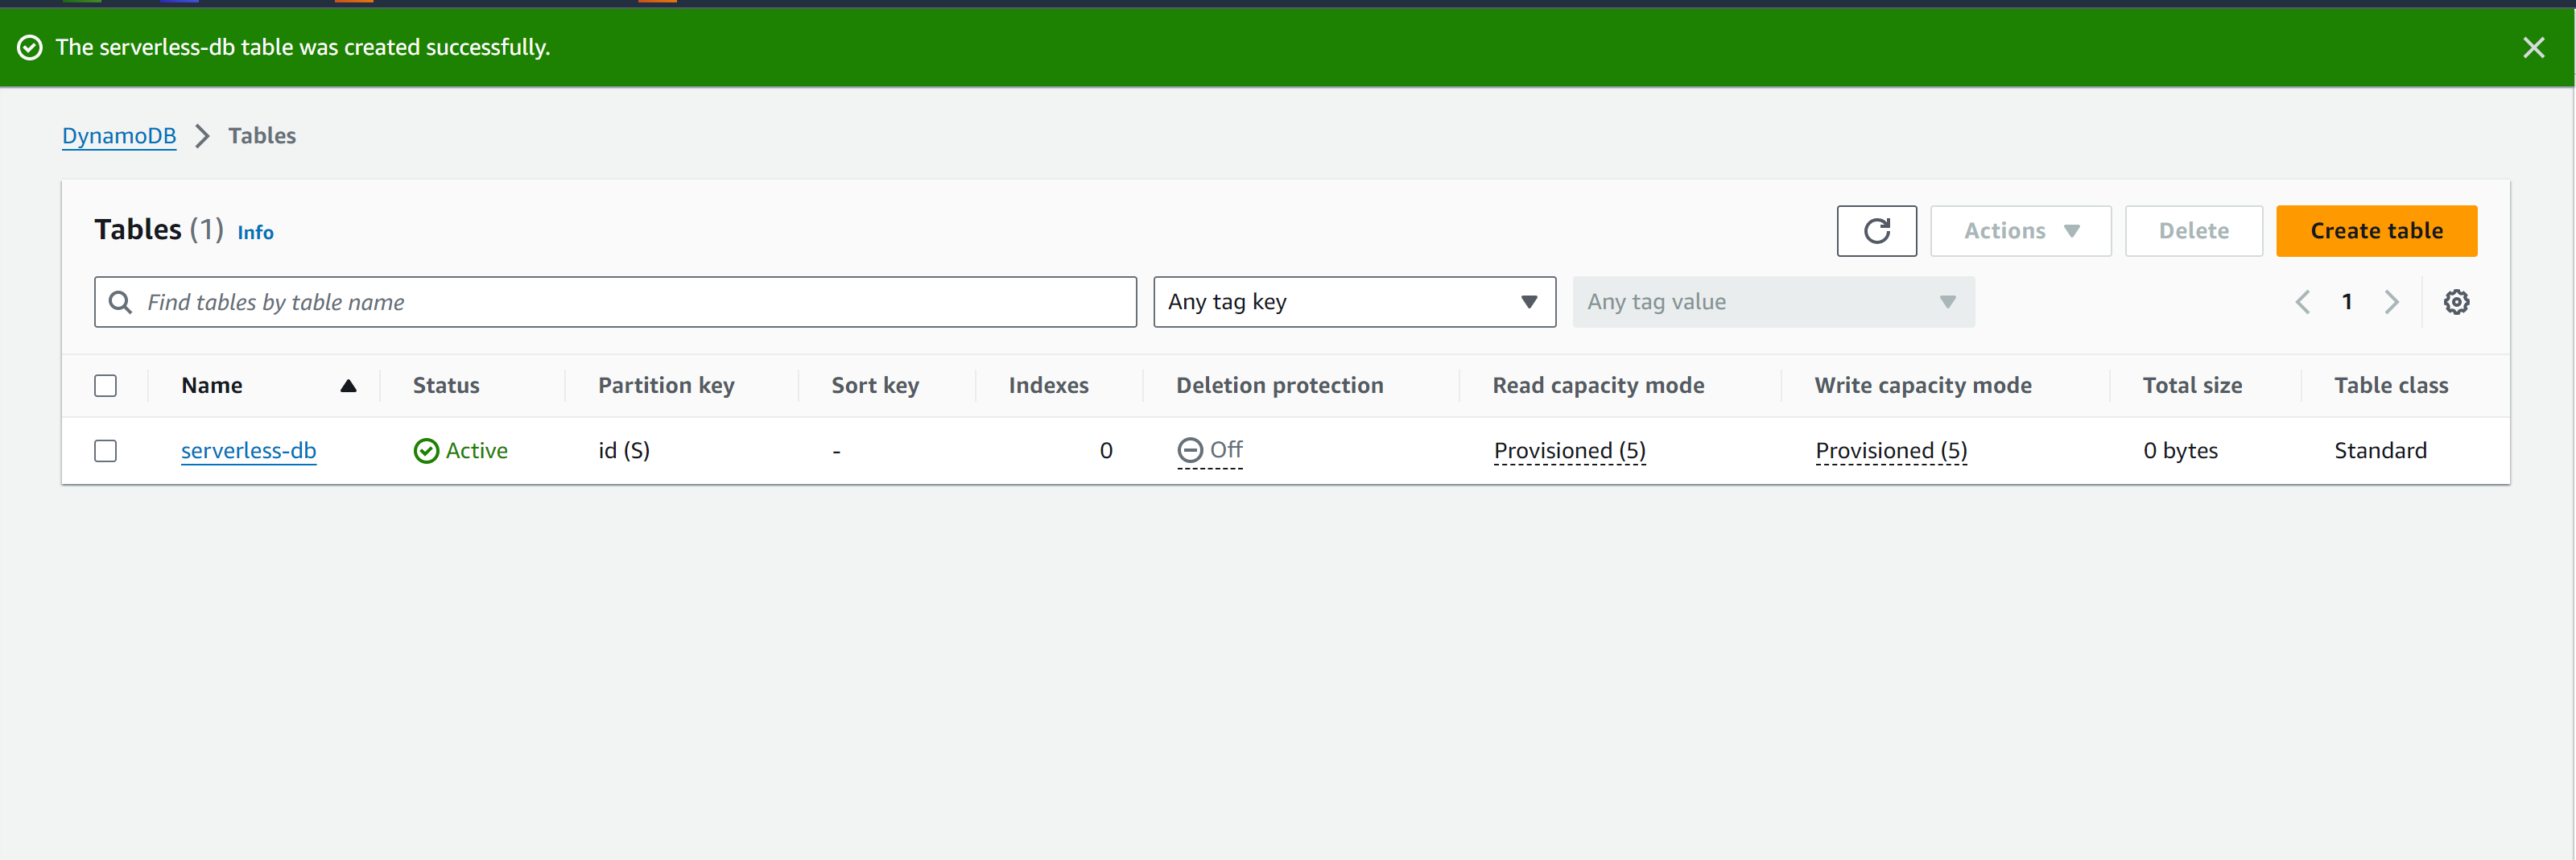 The serverless-db table was created successfully.
DynamoDB Tables
Tables (1) Info
Actions Delete Create table
Find tables by table name Any tag key Any tag value 1
Name Status Partition key Sort key Indexes Deletion protection Read capacity mode Write capacity mode Total size Table class
serverless-db Active id (S) - 0 Off Provisioned (5) Provisioned (5) 0 bytes Standard